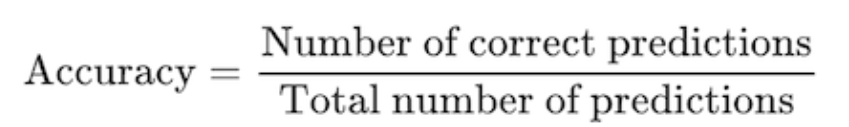 Accuracy = Number of correct predictions
Total number of predictions